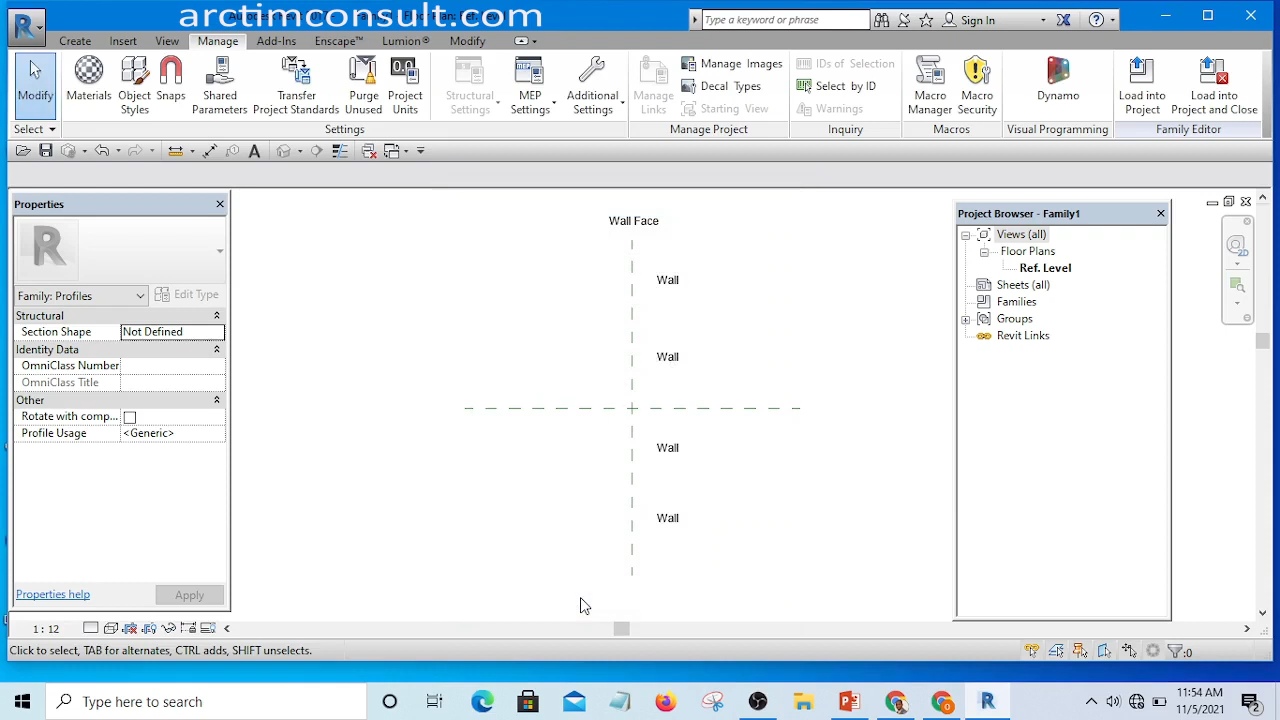 arctimconsult.com
Type a keyword or phrase
Sign In
Create Insert View Manage Add-Ins Enscape™ Lumion® Modify
Modify
Materials
Object Styles
Snaps
Shared Parameters
Transfer Project Standards
Purge Unused
Project Units
Structural Settings
MEP Settings
Additional Settings
Manage Links
Manage Images
Decal Types
Starting View
IDs of Selection
Select by ID
Warnings
Macro Manager
Macro Security
Dynamo
Load into Project
Load into Project and Close
Select Settings Manage Project Inquiry Macros Visual Programming Family Editor
Properties
Family: Profiles Edit Type
Structural
Section Shape Not Defined
Identity Data
OmniClass Number
OmniClass Title
Other
Rotate with comp...
Profile Usage <Generic>
Properties help Apply
Wall Face
Wall
Wall
Wall
Wall
Project Browser - Family1
Views (all)
Floor Plans
Ref. Level
Sheets (all)
Families
Groups
Revit Links
2D
1 : 12
Click to select, TAB for alternates, CTRL adds, SHIFT unselects.
:0
Type here to search
11:54 AM
11/5/2021
2